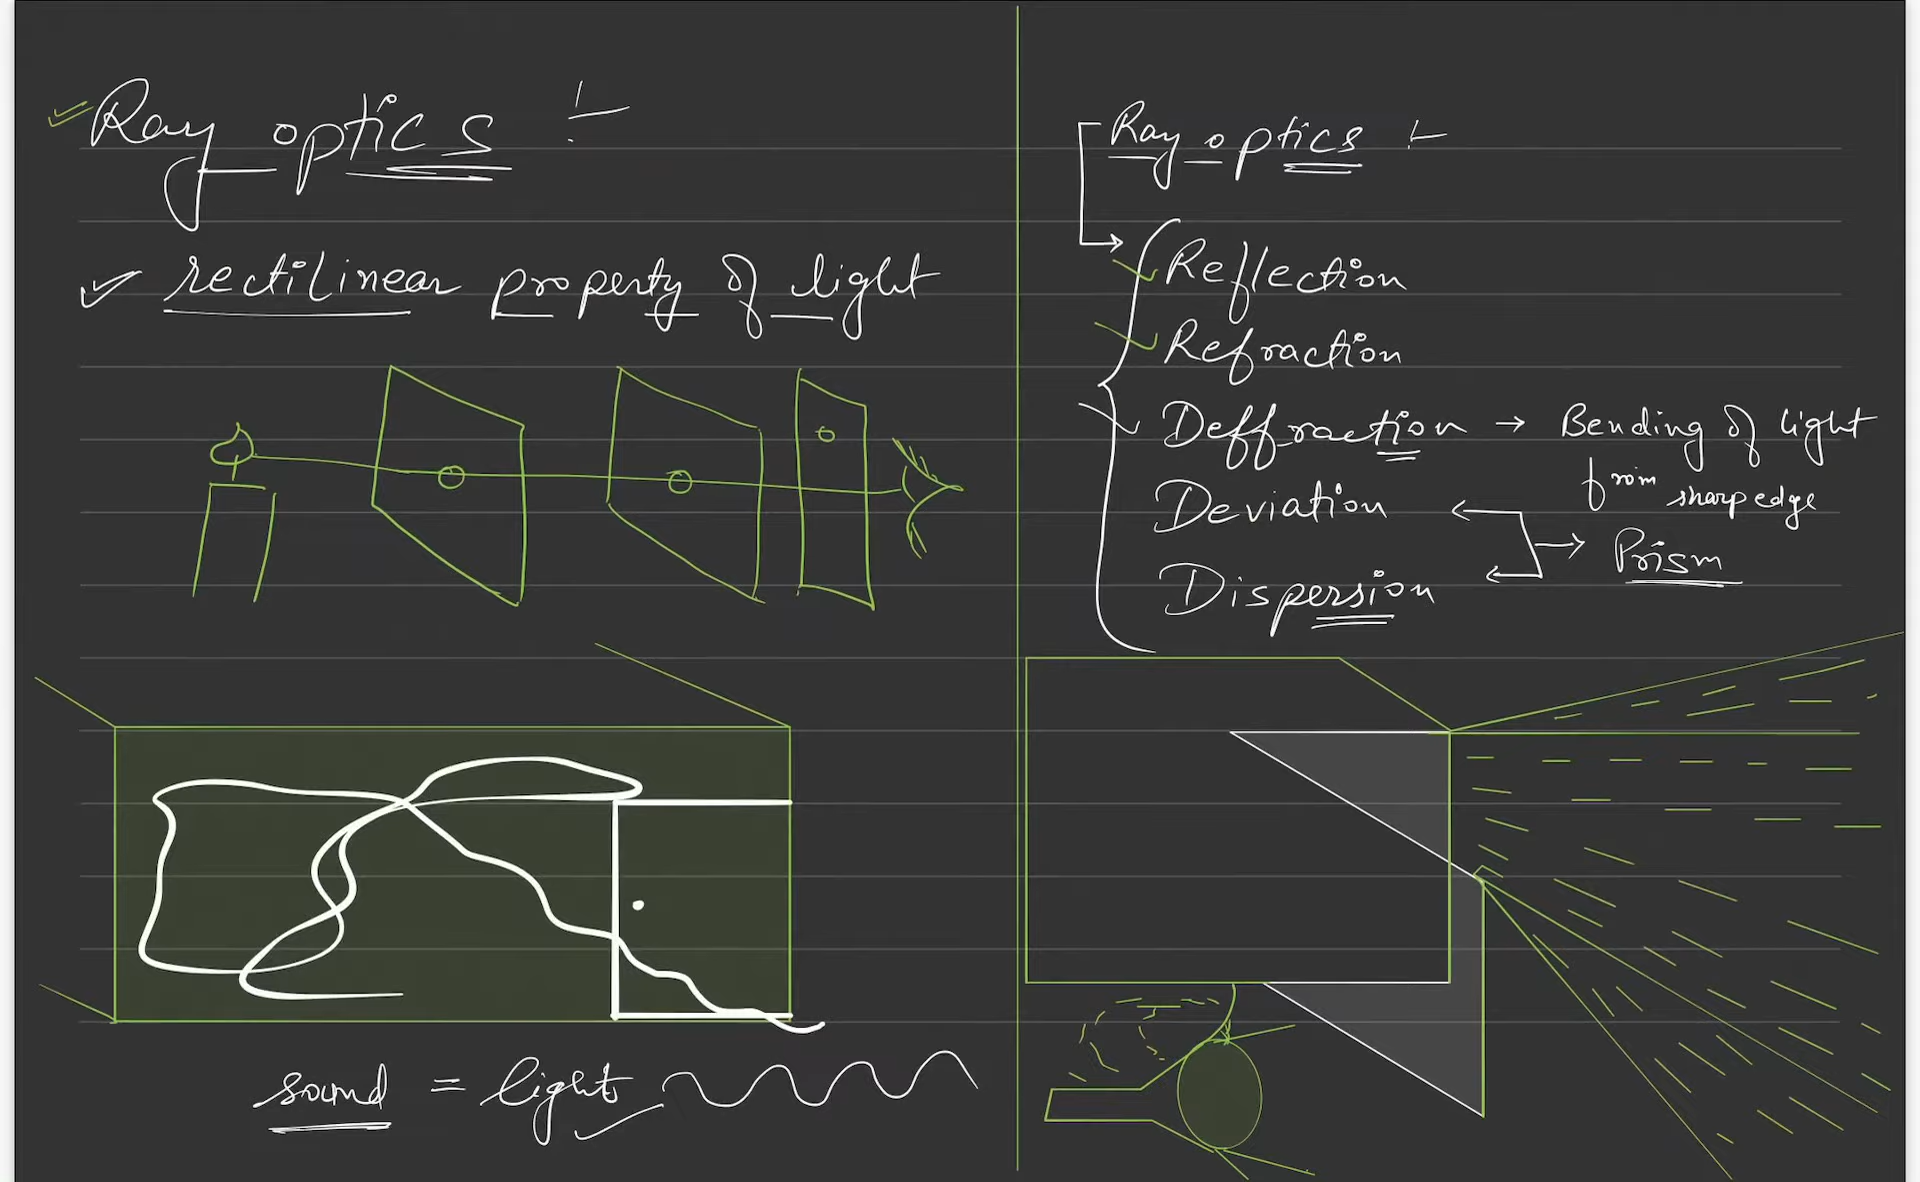 Ray optics :-
rectilinear property of light
sound = light
Ray optics :-
Reflection
Refraction
Deffraction → Bending of light
from sharp edge
Deviation
Prism
Dispersion